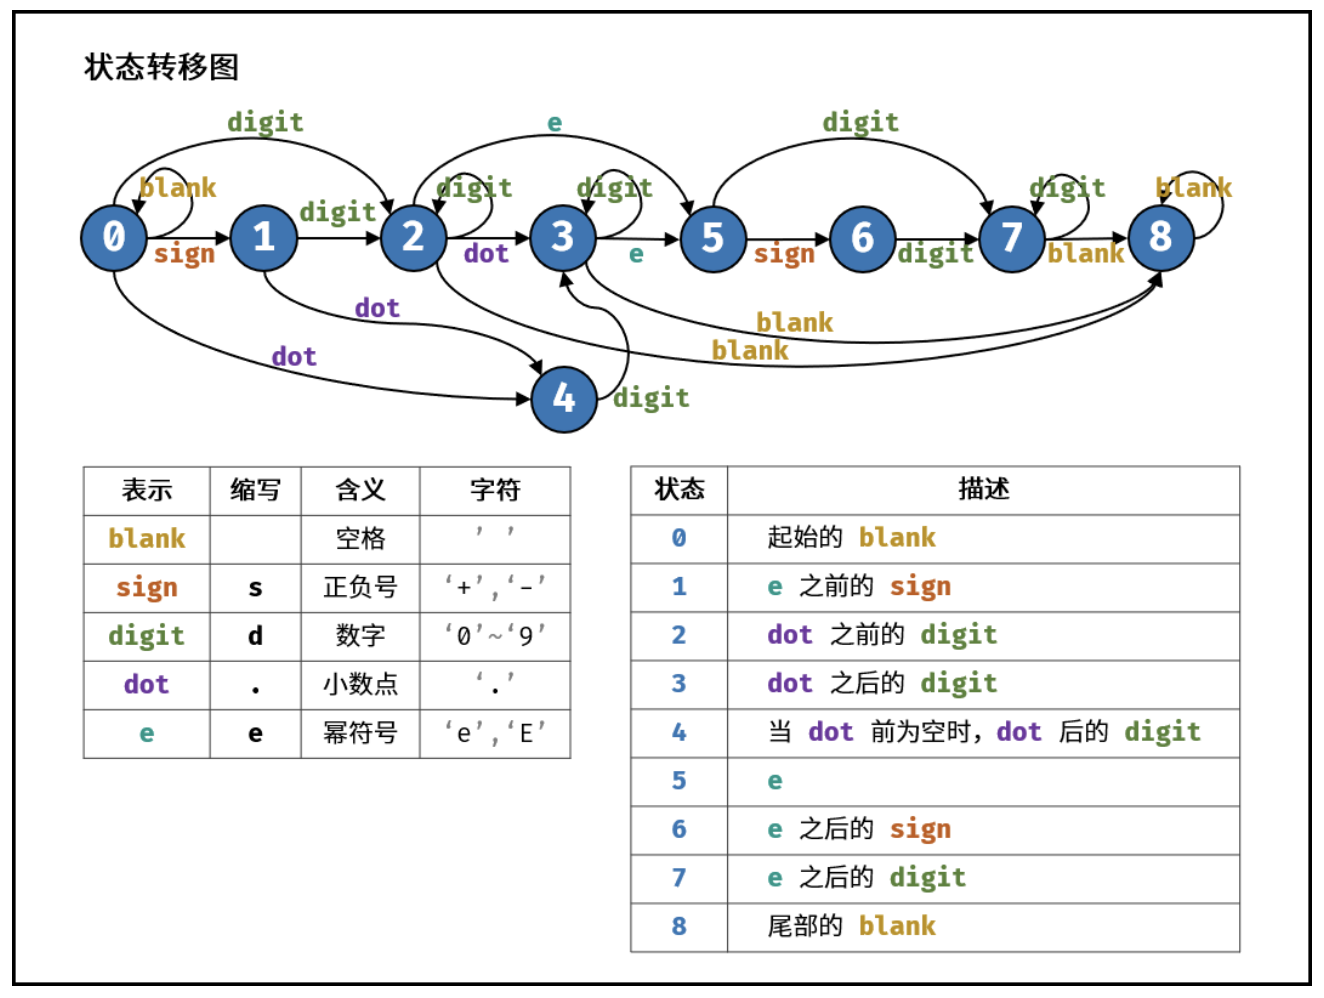 状态转移图
digit
e
digit
blank
digit
digit
digit
blank
digit
0
1
2
3
5
6
7
8
sign
dot
e
sign
digit
blank
dot
blank
blank
dot
4
digit
表示 缩写 含义 字符
blank 空格 ’ ’
sign s 正负号 ‘+’,‘-’
digit d 数字 ‘0’~‘9’
dot . 小数点 ‘.’
e e 幂符号 ‘e’,‘E’
状态 描述
0 起始的 blank
1 e 之前的 sign
2 dot 之前的 digit
3 dot 之后的 digit
4 当 dot 前为空时，dot 后的 digit
5 e
6 e 之后的 sign
7 e 之后的 digit
8 尾部的 blank